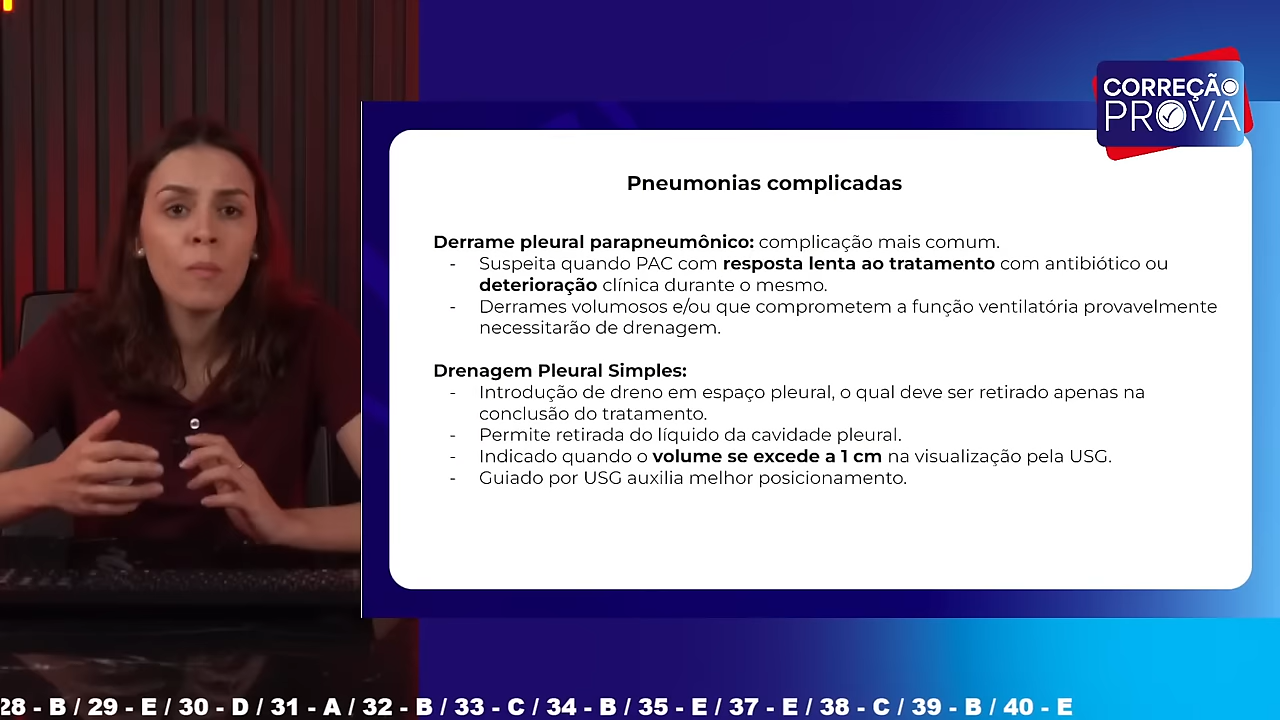 CORREÇÃO
PROVA
Pneumonias complicadas
Derrame pleural parapneumônico: complicação mais comum.
- Suspeita quando PAC com resposta lenta ao tratamento com antibiótico ou
deterioração clínica durante o mesmo.
- Derrames volumosos e/ou que comprometem a função ventilatória provavelmente
necessitarão de drenagem.
Drenagem Pleural Simples:
- Introdução de dreno em espaço pleural, o qual deve ser retirado apenas na
conclusão do tratamento.
- Permite retirada do líquido da cavidade pleural.
- Indicado quando o volume se excede a 1 cm na visualização pela USG.
- Guiado por USG auxilia melhor posicionamento.
28 - B / 29 - E / 30 - D / 31 - A / 32 - B / 33 - C / 34 - B / 35 - E / 37 - E / 38 - C / 39 - B / 40 - E